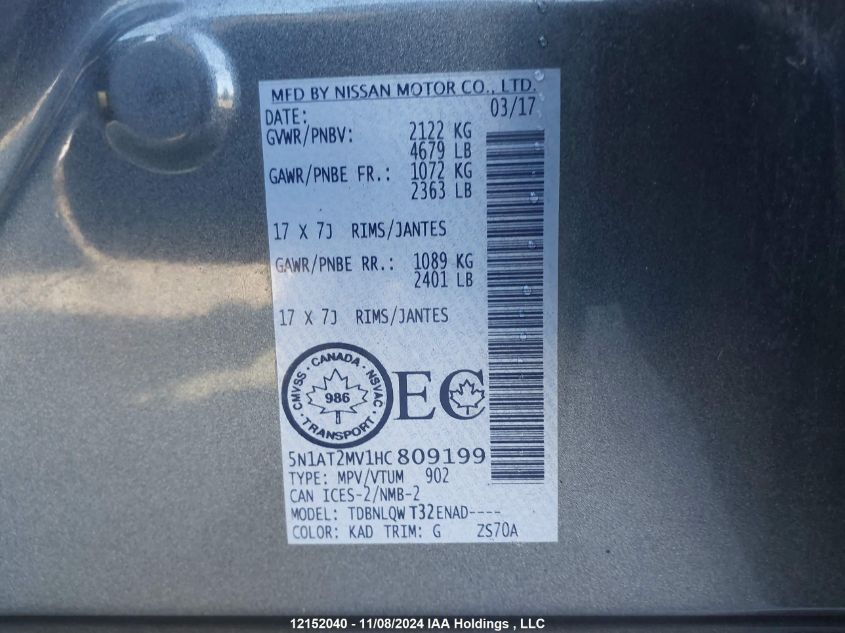 MFD BY NISSAN MOTOR CO., LTD.
DATE: 03/17
GVWR/PNBV: 2122 KG
4679 LB
GAWR/PNBE FR.: 1072 KG
2363 LB
17 X 7J RIMS/JANTES
GAWR/PNBE RR.: 1089 KG
2401 LB
17 X 7J RIMS/JANTES
CMVSS · CANADA · NSVAC · TRANSPORT ·
986
EC
5N1AT2MV1HC809199
TYPE: MPV/VTUM 902
CAN ICES-2/NMB-2
MODEL: TDBNLQWT32ENAD----
COLOR: KAD TRIM: G ZS70A
12152040 - 11/08/2024 IAA Holdings , LLC